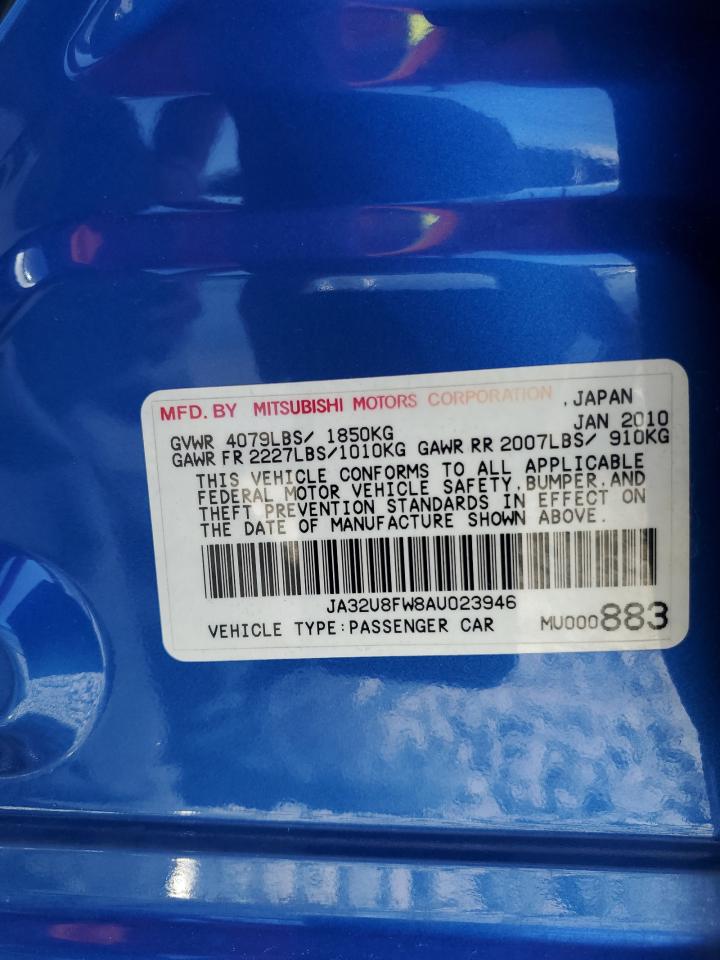 MFD. BY MITSUBISHI MOTORS CORPORATION , JAPAN
JAN 2010
GVWR 4079LBS/ 1850KG
GAWR FR 2227LBS/1010KG GAWR RR 2007LBS/ 910KG
THIS VEHICLE CONFORMS TO ALL APPLICABLE
FEDERAL MOTOR VEHICLE SAFETY,BUMPER,AND
THEFT PREVENTION STANDARDS IN EFFECT ON
THE DATE OF MANUFACTURE SHOWN ABOVE.
JA32U8FW8AU023946
VEHICLE TYPE:PASSENGER CAR MU000883